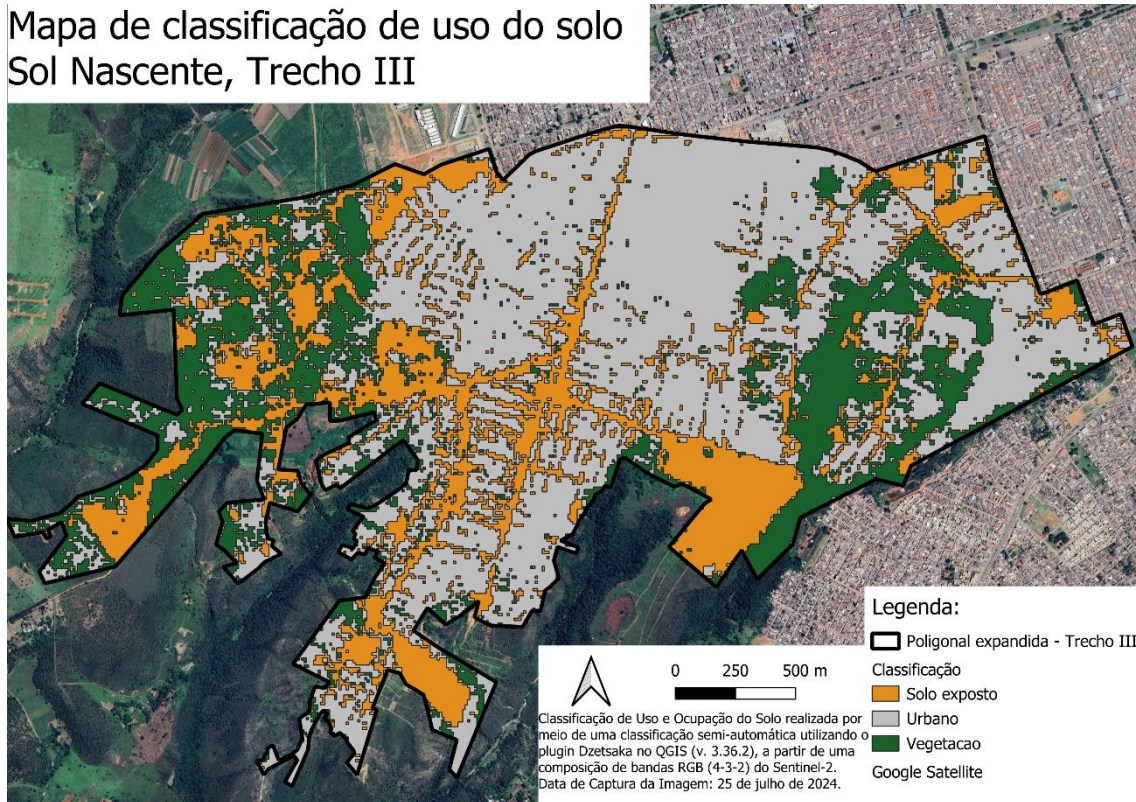 Mapa de classificação de uso do solo
Sol Nascente, Trecho III
0 250 500 m
Classificação de Uso e Ocupação do Solo realizada por
meio de uma classificação semi-automática utilizando o
plugin Dzetsaka no QGIS (v. 3.36.2), a partir de uma
composição de bandas RGB (4-3-2) do Sentinel-2.
Data de Captura da Imagem: 25 de julho de 2024.
Legenda:
Poligonal expandida - Trecho III
Classificação
Solo exposto
Urbano
Vegetacao
Google Satellite